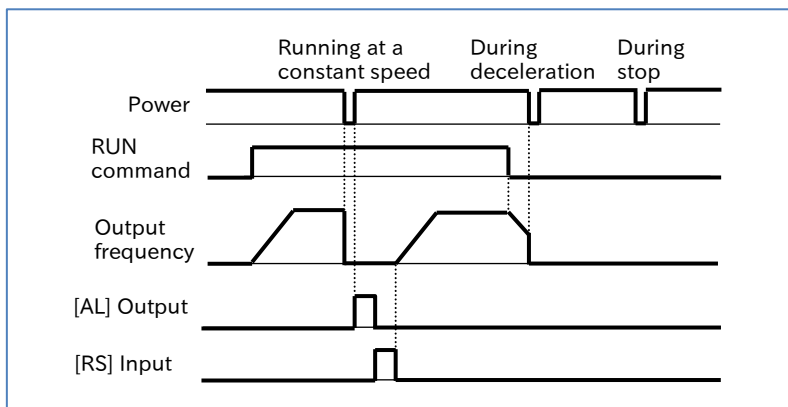 Running at a
constant speed
During
deceleration
During
stop
Power
RUN
command
Output
frequency
[AL] Output
[RS] Input